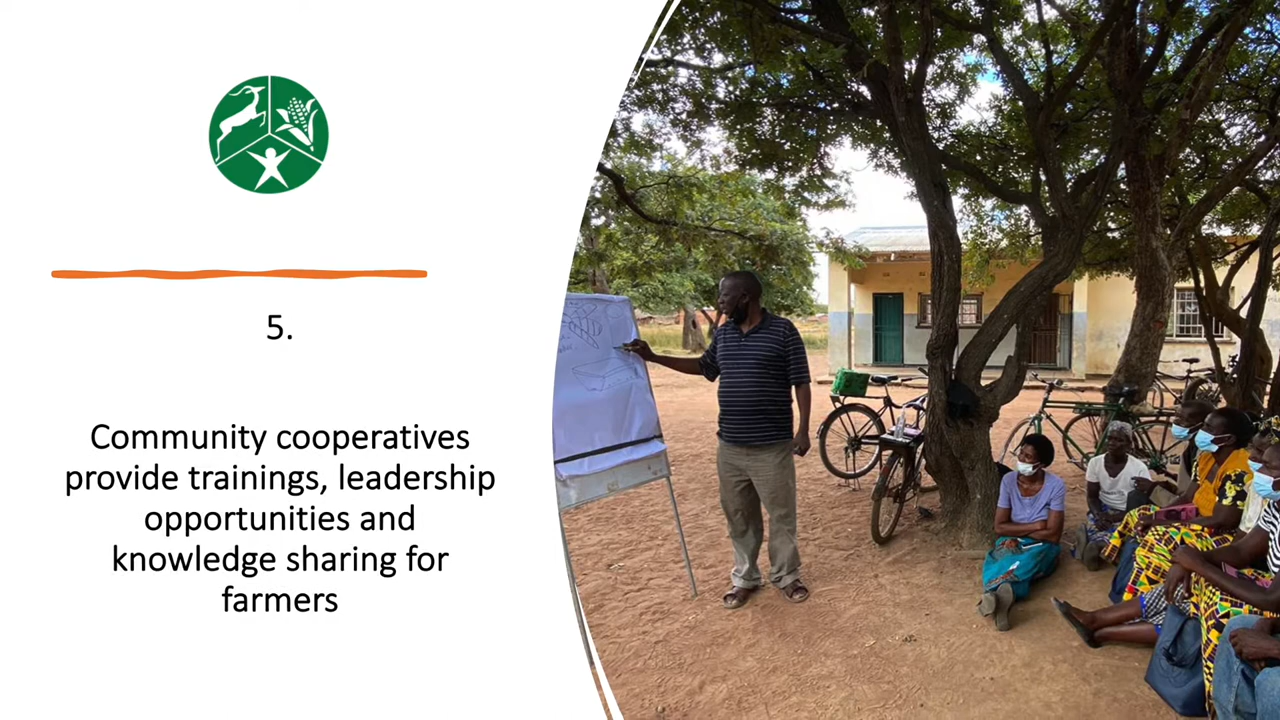 5.
Community cooperatives
provide trainings, leadership
opportunities and
knowledge sharing for
farmers